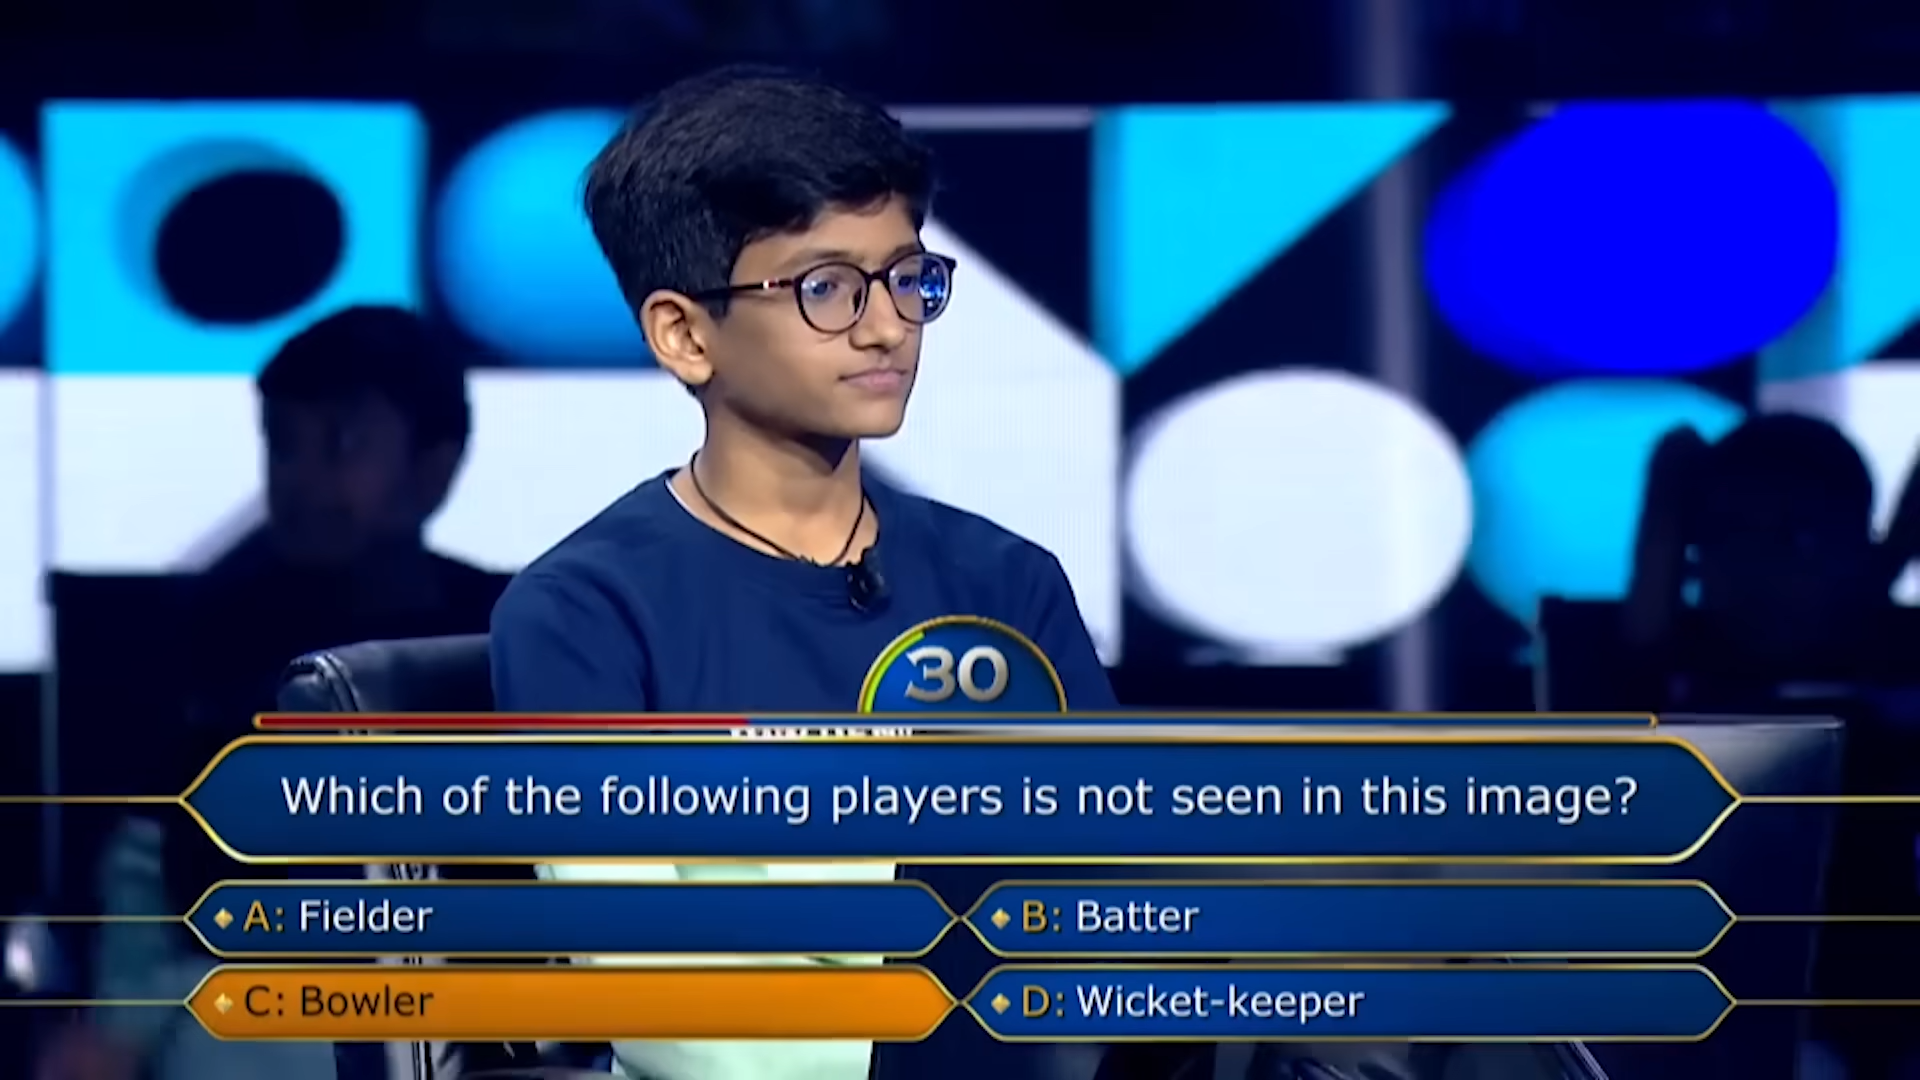 30
Which of the following players is not seen in this image?
A: Fielder
B: Batter
C: Bowler
D: Wicket-keeper